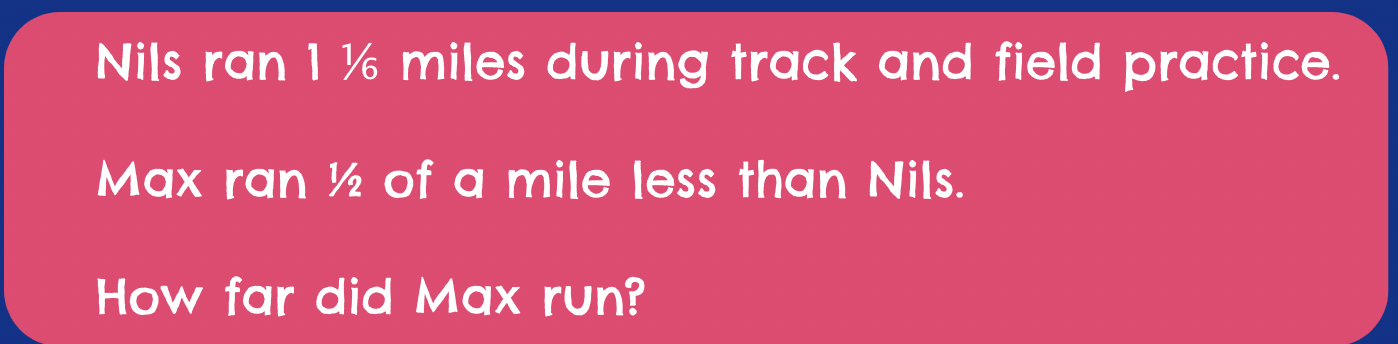 Nils ran 1 ⅙ miles during track and field practice.
Max ran ½ of a mile less than Nils.
How far did Max run?